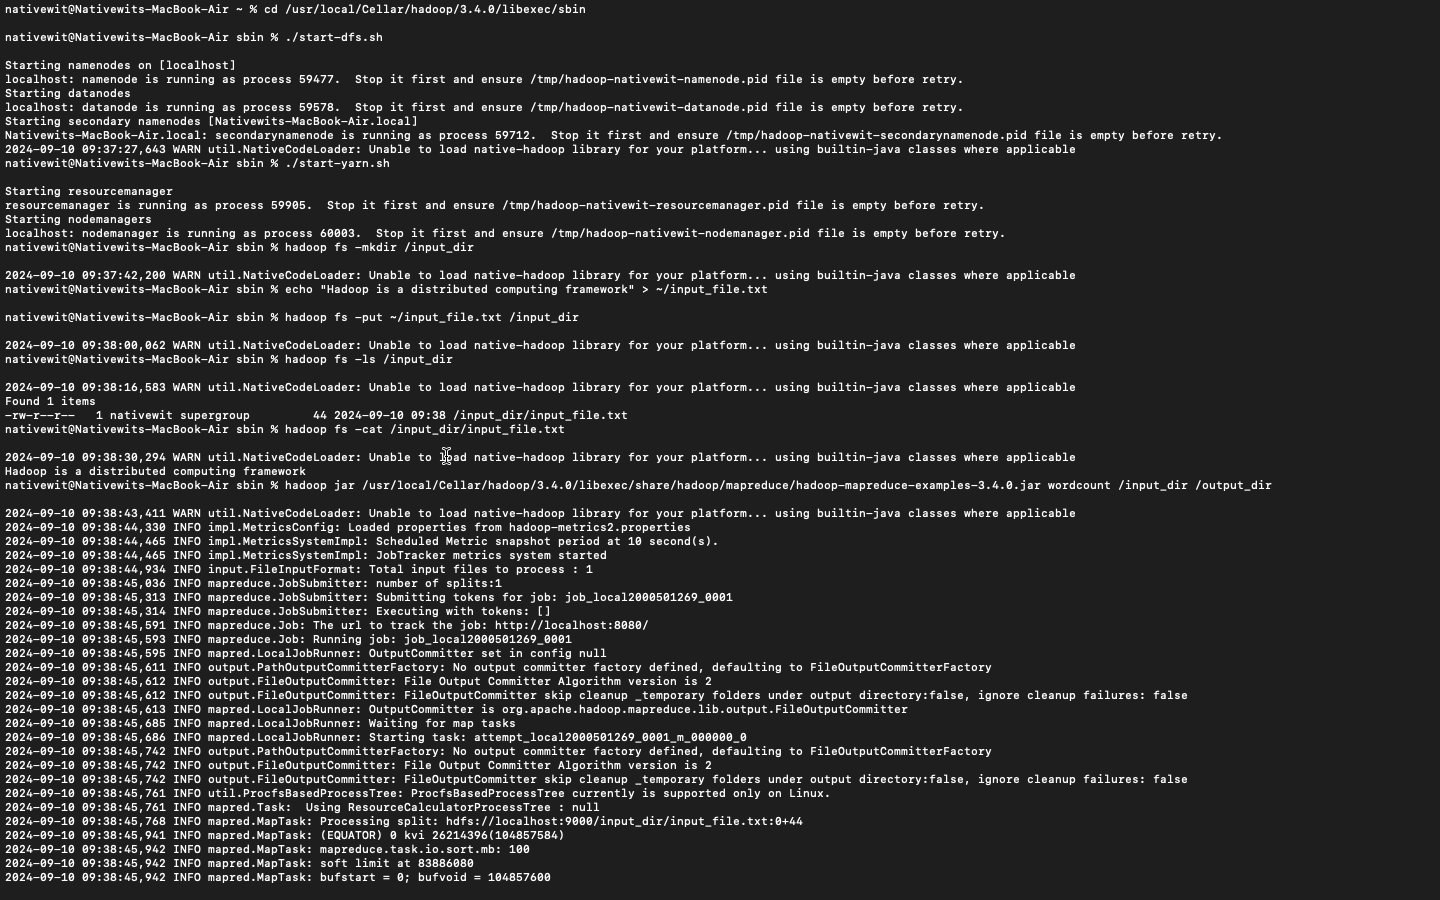 nativewit@Nativewits-MacBook-Air ~ % cd /usr/local/Cellar/hadoop/3.4.0/libexec/sbin
nativewit@Nativewits-MacBook-Air sbin % ./start-dfs.sh
Starting namenodes on [localhost]
localhost: namenode is running as process 59477.  Stop it first and ensure /tmp/hadoop-nativewit-namenode.pid file is empty before retry.
Starting datanodes
localhost: datanode is running as process 59578.  Stop it first and ensure /tmp/hadoop-nativewit-datanode.pid file is empty before retry.
Starting secondary namenodes [Nativewits-MacBook-Air.local]
Nativewits-MacBook-Air.local: secondarynamenode is running as process 59712.  Stop it first and ensure /tmp/hadoop-nativewit-secondarynamenode.pid file is empty before retry.
2024-09-10 09:37:27,643 WARN util.NativeCodeLoader: Unable to load native-hadoop library for your platform... using builtin-java classes where applicable
nativewit@Nativewits-MacBook-Air sbin % ./start-yarn.sh
Starting resourcemanager
resourcemanager is running as process 59905.  Stop it first and ensure /tmp/hadoop-nativewit-resourcemanager.pid file is empty before retry.
Starting nodemanagers
localhost: nodemanager is running as process 60003.  Stop it first and ensure /tmp/hadoop-nativewit-nodemanager.pid file is empty before retry.
nativewit@Nativewits-MacBook-Air sbin % hadoop fs -mkdir /input_dir
2024-09-10 09:37:42,200 WARN util.NativeCodeLoader: Unable to load native-hadoop library for your platform... using builtin-java classes where applicable
nativewit@Nativewits-MacBook-Air sbin % echo "Hadoop is a distributed computing framework" > ~/input_file.txt
nativewit@Nativewits-MacBook-Air sbin % hadoop fs -put ~/input_file.txt /input_dir
2024-09-10 09:38:00,062 WARN util.NativeCodeLoader: Unable to load native-hadoop library for your platform... using builtin-java classes where applicable
nativewit@Nativewits-MacBook-Air sbin % hadoop fs -ls /input_dir
2024-09-10 09:38:16,583 WARN util.NativeCodeLoader: Unable to load native-hadoop library for your platform... using builtin-java classes where applicable
Found 1 items
-rw-r--r--   1 nativewit supergroup         44 2024-09-10 09:38 /input_dir/input_file.txt
nativewit@Nativewits-MacBook-Air sbin % hadoop fs -cat /input_dir/input_file.txt
2024-09-10 09:38:30,294 WARN util.NativeCodeLoader: Unable to load native-hadoop library for your platform... using builtin-java classes where applicable
Hadoop is a distributed computing framework
nativewit@Nativewits-MacBook-Air sbin % hadoop jar /usr/local/Cellar/hadoop/3.4.0/libexec/share/hadoop/mapreduce/hadoop-mapreduce-examples-3.4.0.jar wordcount /input_dir /output_dir
2024-09-10 09:38:43,411 WARN util.NativeCodeLoader: Unable to load native-hadoop library for your platform... using builtin-java classes where applicable
2024-09-10 09:38:44,330 INFO impl.MetricsConfig: Loaded properties from hadoop-metrics2.properties
2024-09-10 09:38:44,465 INFO impl.MetricsSystemImpl: Scheduled Metric snapshot period at 10 second(s).
2024-09-10 09:38:44,465 INFO impl.MetricsSystemImpl: JobTracker metrics system started
2024-09-10 09:38:44,934 INFO input.FileInputFormat: Total input files to process : 1
2024-09-10 09:38:45,036 INFO mapreduce.JobSubmitter: number of splits:1
2024-09-10 09:38:45,313 INFO mapreduce.JobSubmitter: Submitting tokens for job: job_local2000501269_0001
2024-09-10 09:38:45,314 INFO mapreduce.JobSubmitter: Executing with tokens: []
2024-09-10 09:38:45,591 INFO mapreduce.Job: The url to track the job: http://localhost:8080/
2024-09-10 09:38:45,593 INFO mapreduce.Job: Running job: job_local2000501269_0001
2024-09-10 09:38:45,595 INFO mapred.LocalJobRunner: OutputCommitter set in config null
2024-09-10 09:38:45,611 INFO output.PathOutputCommitterFactory: No output committer factory defined, defaulting to FileOutputCommitterFactory
2024-09-10 09:38:45,612 INFO output.FileOutputCommitter: File Output Committer Algorithm version is 2
2024-09-10 09:38:45,612 INFO output.FileOutputCommitter: FileOutputCommitter skip cleanup _temporary folders under output directory:false, ignore cleanup failures: false
2024-09-10 09:38:45,613 INFO mapred.LocalJobRunner: OutputCommitter is org.apache.hadoop.mapreduce.lib.output.FileOutputCommitter
2024-09-10 09:38:45,685 INFO mapred.LocalJobRunner: Waiting for map tasks
2024-09-10 09:38:45,686 INFO mapred.LocalJobRunner: Starting task: attempt_local2000501269_0001_m_000000_0
2024-09-10 09:38:45,742 INFO output.PathOutputCommitterFactory: No output committer factory defined, defaulting to FileOutputCommitterFactory
2024-09-10 09:38:45,742 INFO output.FileOutputCommitter: File Output Committer Algorithm version is 2
2024-09-10 09:38:45,742 INFO output.FileOutputCommitter: FileOutputCommitter skip cleanup _temporary folders under output directory:false, ignore cleanup failures: false
2024-09-10 09:38:45,761 INFO util.ProcfsBasedProcessTree: ProcfsBasedProcessTree currently is supported only on Linux.
2024-09-10 09:38:45,761 INFO mapred.Task:  Using ResourceCalculatorProcessTree : null
2024-09-10 09:38:45,768 INFO mapred.MapTask: Processing split: hdfs://localhost:9000/input_dir/input_file.txt:0+44
2024-09-10 09:38:45,941 INFO mapred.MapTask: (EQUATOR) 0 kvi 26214396(104857584)
2024-09-10 09:38:45,942 INFO mapred.MapTask: mapreduce.task.io.sort.mb: 100
2024-09-10 09:38:45,942 INFO mapred.MapTask: soft limit at 83886080
2024-09-10 09:38:45,942 INFO mapred.MapTask: bufstart = 0; bufvoid = 104857600